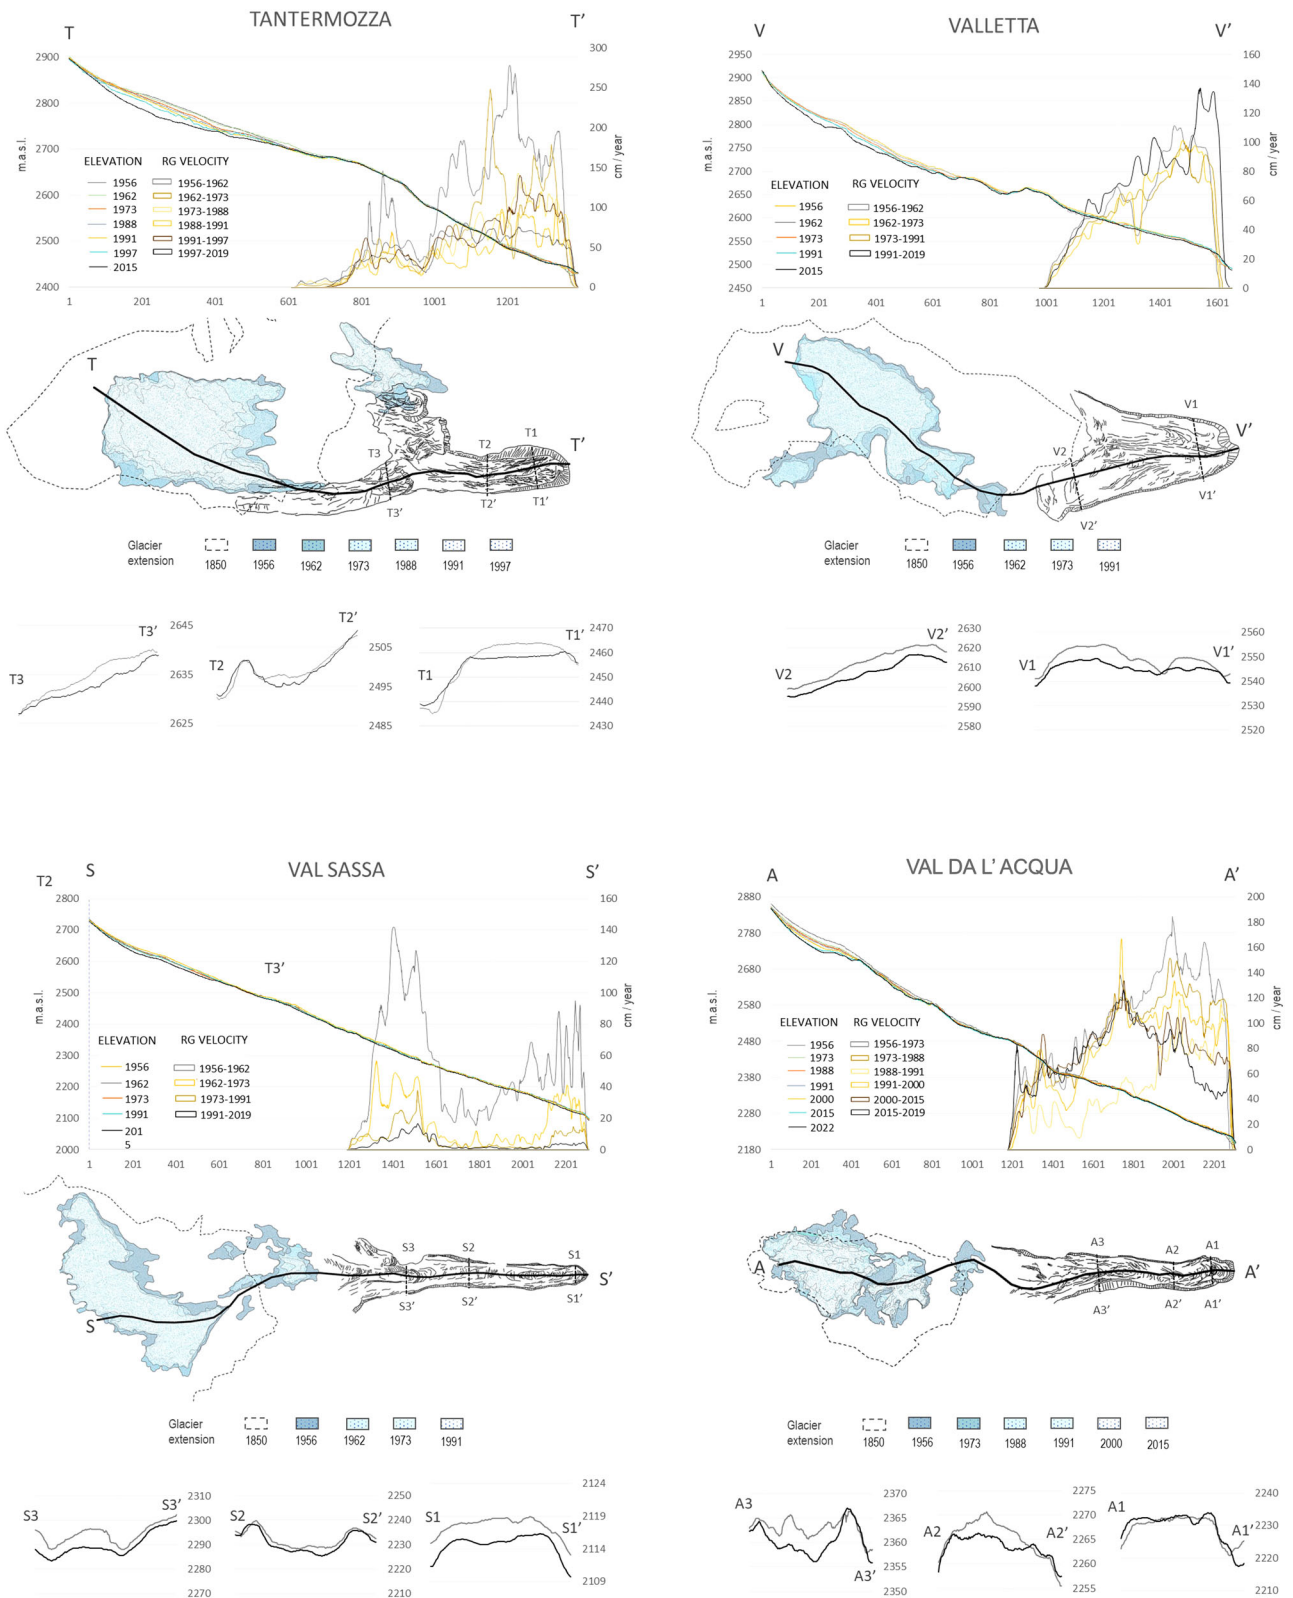 TANTERMOZZA
T
T'
2900
2800
2700
2600
2500
2400
m.a.s.l.
300
250
200
150
100
50
0
cm / year
ELEVATION RG VELOCITY
1956 1956-1962
1962 1962-1973
1973 1973-1988
1988 1988-1991
1991 1991-1997
1997 1997-2019
2015
1 201 401 601 801 1001 1201
T
T'
T3
T3'
T2
T2'
T1
T1'
Glacier
extension
1850 1956 1962 1973 1988 1991 1997
T3
T3'
2645
2635
2625
T2
T2'
2505
2495
2485
T1
T1'
2470
2460
2450
2440
2430
VALLETTA
V
V'
2950
2900
2850
2800
2750
2700
2650
2600
2550
2500
2450
m.a.s.l.
160
140
120
100
80
60
40
20
0
cm / year
ELEVATION RG VELOCITY
1956 1956-1962
1962 1962-1973
1973 1973-1991
1991 1991-2019
2015
1 201 401 601 801 1001 1201 1401 1601
V
V'
V1
V1'
V2
V2'
Glacier
extension
1850 1956 1962 1973 1991
V2
V2'
2630
2620
2610
2600
2590
2580
V1
V1'
2560
2550
2540
2530
2520
VAL SASSA
T2
S
S'
T3'
2800
2700
2600
2500
2400
2300
2200
2100
2000
m.a.s.l.
160
140
120
100
80
60
40
20
0
cm / year
ELEVATION RG VELOCITY
1956 1956-1962
1962 1962-1973
1973 1973-1991
1991 1991-2019
201
5
1 201 401 601 801 1001 1201 1401 1601 1801 2001 2201
S
S'
S3
S3'
S2
S2'
S1
S1'
Glacier
extension
1850 1956 1962 1973 1991
S3
S3'
2310
2300
2290
2280
2270
S2
S2'
2250
2240
2230
2220
2210
S1
S1'
2124
2119
2114
2109
VAL DA L' ACQUA
A
A'
2880
2780
2680
2580
2480
2380
2280
2180
m.a.s.l.
200
180
160
140
120
100
80
60
40
20
0
cm / year
ELEVATION RG VELOCITY
1956 1956-1973
1973 1973-1988
1988 1988-1991
1991 1991-2000
2000 2000-2015
2015 2015-2019
2022
1 201 401 601 801 1001 1201 1401 1601 1801 2001 2201
A
A'
A3
A3'
A2
A2'
A1
A1'
Glacier
extension
1850 1956 1973 1988 1991 2000 2015
A3
A3'
2370
2365
2360
2355
2350
A2
A2'
2275
2270
2265
2260
2255
A1
A1'
2240
2230
2220
2210